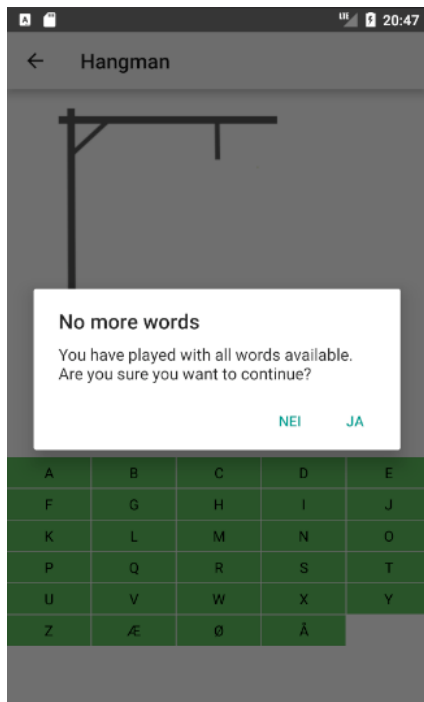 A LTE 20:47
Hangman
No more words
You have played with all words available.
Are you sure you want to continue?
NEI JA
A B C D E
F G H I J
K L M N O
P Q R S T
U V W X Y
Z Æ Ø Å